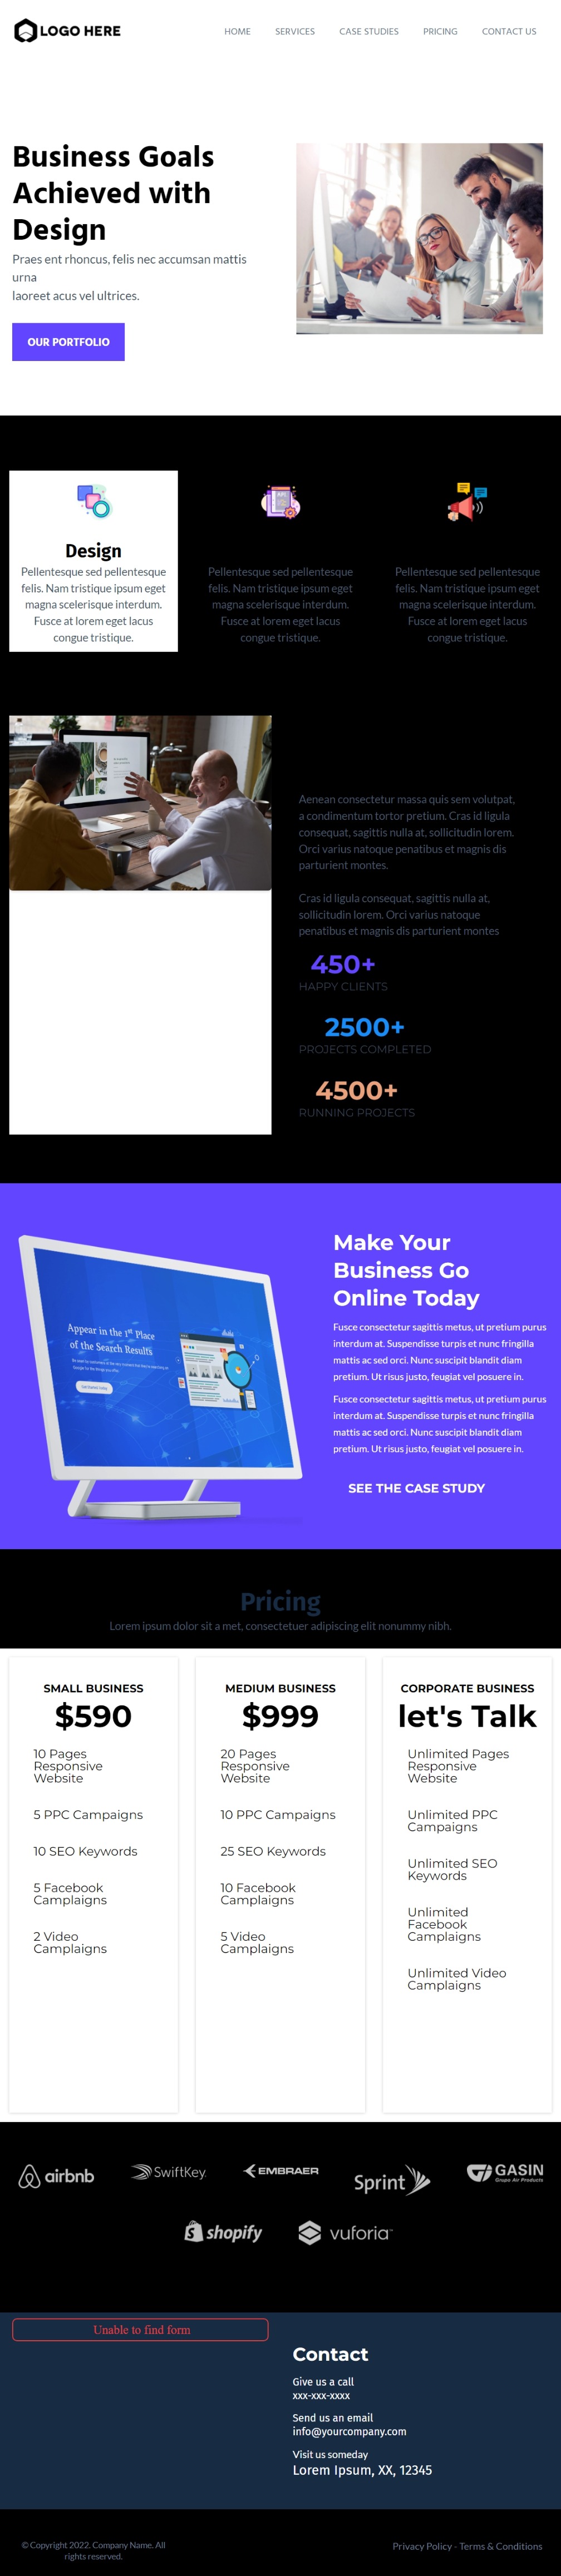 LOGO HERE
HOME
SERVICES
CASE STUDIES
PRICING
CONTACT US
Business Goals
Achieved with
Design
Praes ent rhoncus, felis nec accumsan mattis
urna
laoreet acus vel ultrices.
OUR PORTFOLIO
Design
Pellentesque sed pellentesque
felis. Nam tristique ipsum eget
magna scelerisque interdum.
Fusce at lorem eget lacus
congue tristique.
Pellentesque sed pellentesque
felis. Nam tristique ipsum eget
magna scelerisque interdum.
Fusce at lorem eget lacus
congue tristique.
Pellentesque sed pellentesque
felis. Nam tristique ipsum eget
magna scelerisque interdum.
Fusce at lorem eget lacus
congue tristique.
Aenean consectetur massa quis sem volutpat,
a condimentum tortor pretium. Cras id ligula
consequat, sagittis nulla at, sollicitudin lorem.
Orci varius natoque penatibus et magnis dis
parturient montes.
Cras id ligula consequat, sagittis nulla at,
sollicitudin lorem. Orci varius natoque
penatibus et magnis dis parturient montes
450+
HAPPY CLIENTS
2500+
PROJECTS COMPLETED
4500+
RUNNING PROJECTS
Appear in the 1st Place
of the Search Results
Make Your
Business Go
Online Today
Fusce consectetur sagittis metus, ut pretium purus
interdum at. Suspendisse turpis et nunc fringilla
mattis ac sed orci. Nunc suscipit blandit diam
pretium. Ut risus justo, feugiat vel posuere in.
Fusce consectetur sagittis metus, ut pretium purus
interdum at. Suspendisse turpis et nunc fringilla
mattis ac sed orci. Nunc suscipit blandit diam
pretium. Ut risus justo, feugiat vel posuere in.
SEE THE CASE STUDY
Pricing
Lorem ipsum dolor sit a met, consectetuer adipiscing elit nonummy nibh.
SMALL BUSINESS
$590
10 Pages
Responsive
Website
5 PPC Campaigns
10 SEO Keywords
5 Facebook
Camplaigns
2 Video
Camplaigns
MEDIUM BUSINESS
$999
20 Pages
Responsive
Website
10 PPC Campaigns
25 SEO Keywords
10 Facebook
Camplaigns
5 Video
Camplaigns
CORPORATE BUSINESS
let's Talk
Unlimited Pages
Responsive
Website
Unlimited PPC
Campaigns
Unlimited SEO
Keywords
Unlimited
Facebook
Camplaigns
Unlimited Video
Camplaigns
airbnb
SwiftKey
EMBRAER
Sprint
GASIN
Grupo Air Products
shopify
vuforia™
Unable to find form
Contact
Give us a call
xxx-xxx-xxxx
Send us an email
info@yourcompany.com
Visit us someday
Lorem Ipsum, XX, 12345
© Copyright 2022. Company Name. All
rights reserved.
Privacy Policy - Terms & Conditions